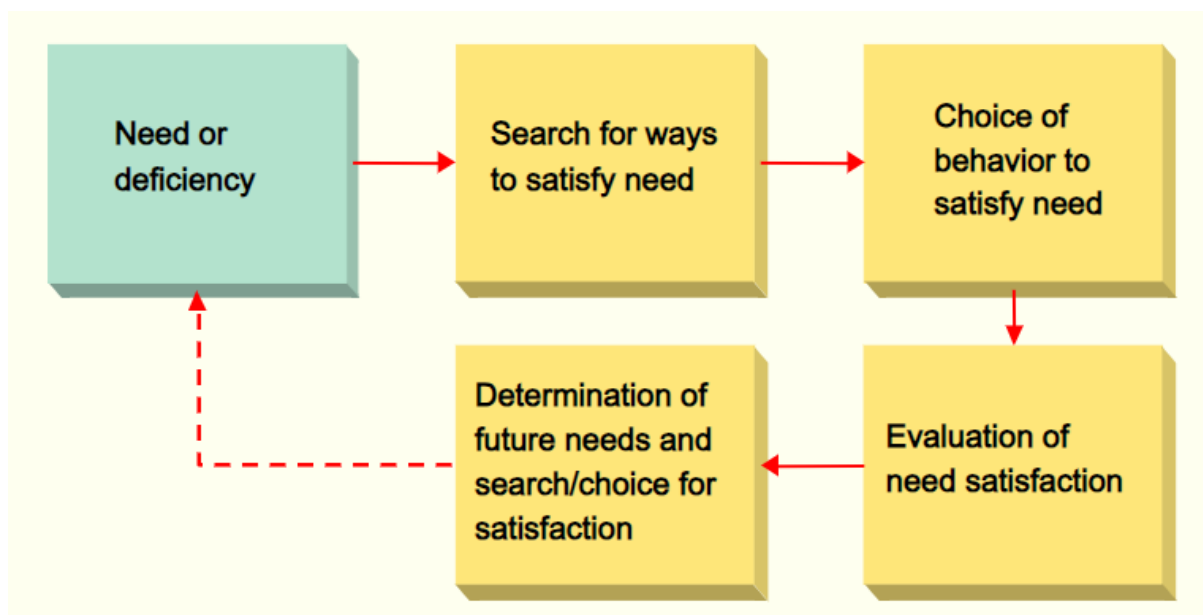 Need or
deficiency
Search for ways
to satisfy need
Choice of
behavior to
satisfy need
Evaluation of
need satisfaction
Determination of
future needs and
search/choice for
satisfaction